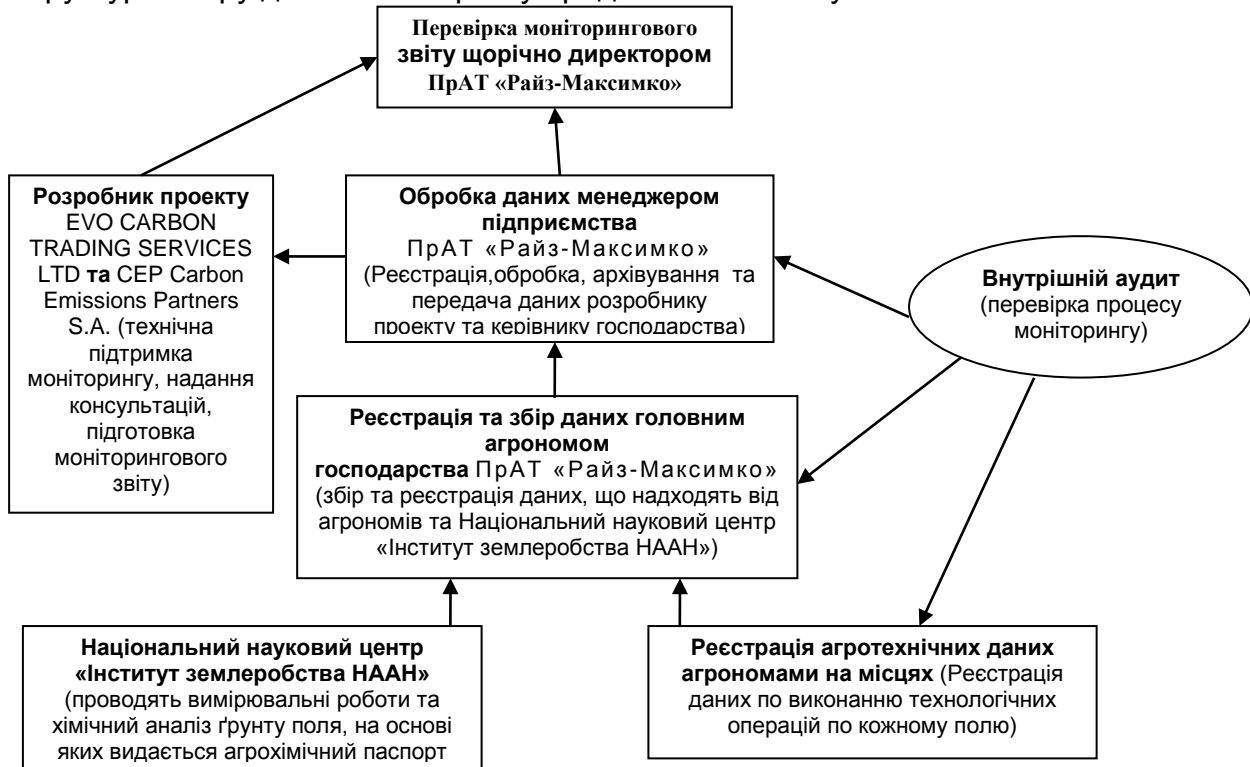 Перевірка моніторингового
звіту щорічно директором
ПрАТ «Райз-Максимко»
Розробник проекту
EVO CARBON
TRADING SERVICES
LTD та CEP Carbon
Emissions Partners
S.A. (технічна
підтримка
моніторингу, надання
консультацій,
підготовка
моніторингового
звіту)
Обробка даних менеджером
підприємства
ПрАТ «Райз-Максимко»
(Реєстрація,обробка, архівування та
передача даних розробнику
проекту та керівнику господарства)
Внутрішній аудит
(перевірка процесу
моніторингу)
Реєстрація та збір даних головним
агрономом
господарства ПрАТ «Райз-Максимко»
(збір та реєстрація даних, що надходять від
агрономів та Національний науковий центр
«Інститут землеробства НААН»)
Національний науковий центр
«Інститут землеробства НААН»
(проводять вимірювальні роботи та
хімічний аналіз ґрунту поля, на основі
яких видається агрохімічний паспорт
Реєстрація агротехнічних даних
агрономами на місцях (Реєстрація
даних по виконанню технологічних
операцій по кожному полю)